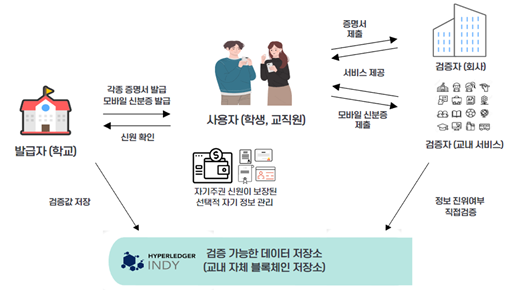 증명서
제출
검증자 (회사)
서비스 제공
각종 증명서 발급
모바일 신분증 발급
사용자 (학생, 교직원)
모바일 신분증
제출
신원 확인
발급자 (학교)
검증자 (교내 서비스)
자기주권 신원이 보장된
선택적 자기 정보 관리
검증값 저장
정보 진위여부
직접검증
HYPERLEDGER
INDY
검증 가능한 데이터 저장소
(교내 자체 블록체인 저장소)